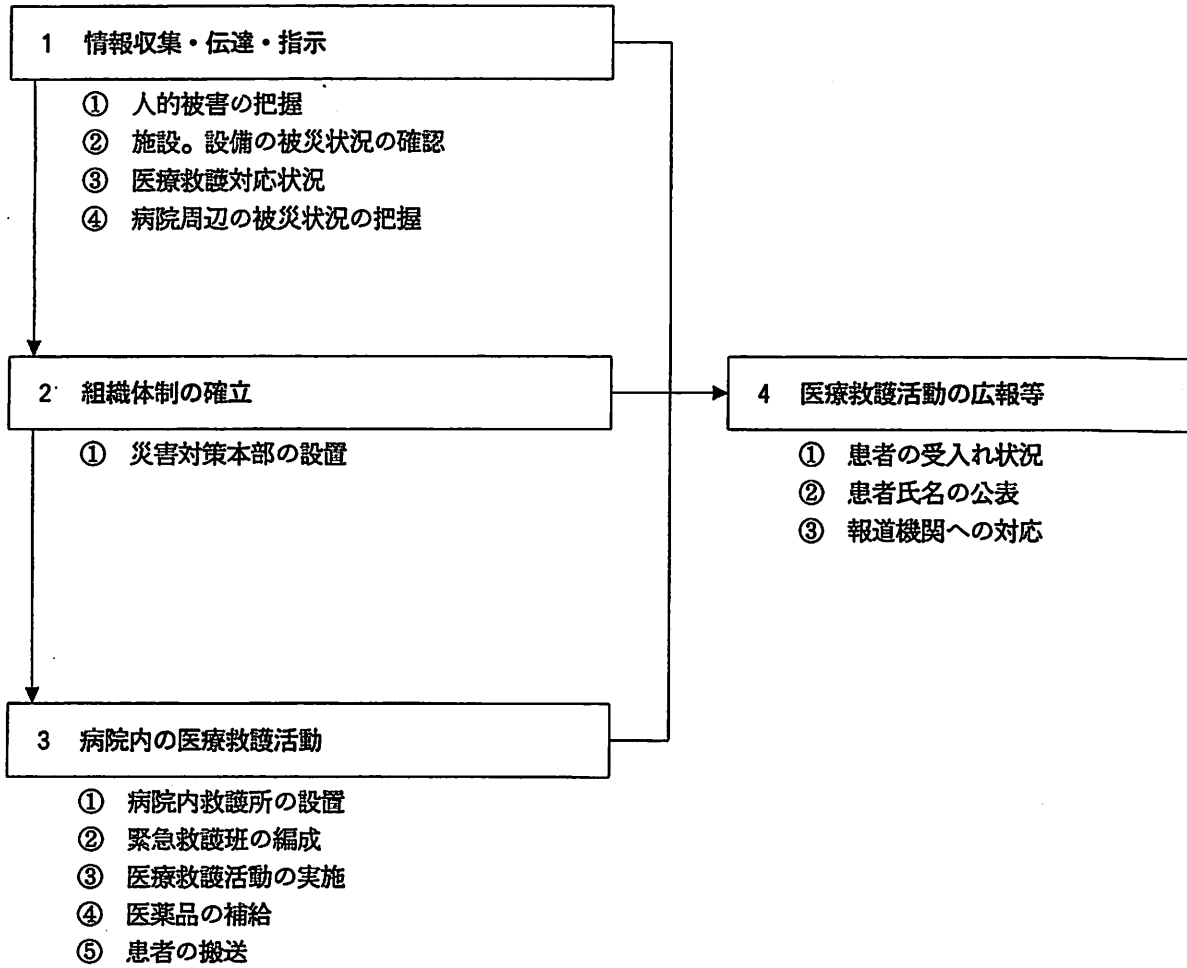 1 情報収集・伝達・指示
① 人的被害の把握
② 施設。設備の被災状況の確認
③ 医療救護対応状況
④ 病院周辺の被災状況の把握
2 組織体制の確立
① 災害対策本部の設置
3 病院内の医療救護活動
① 病院内救護所の設置
② 緊急救護班の編成
③ 医療救護活動の実施
④ 医薬品の補給
⑤ 患者の搬送
4 医療救護活動の広報等
① 患者の受入れ状況
② 患者氏名の公表
③ 報道機関への対応